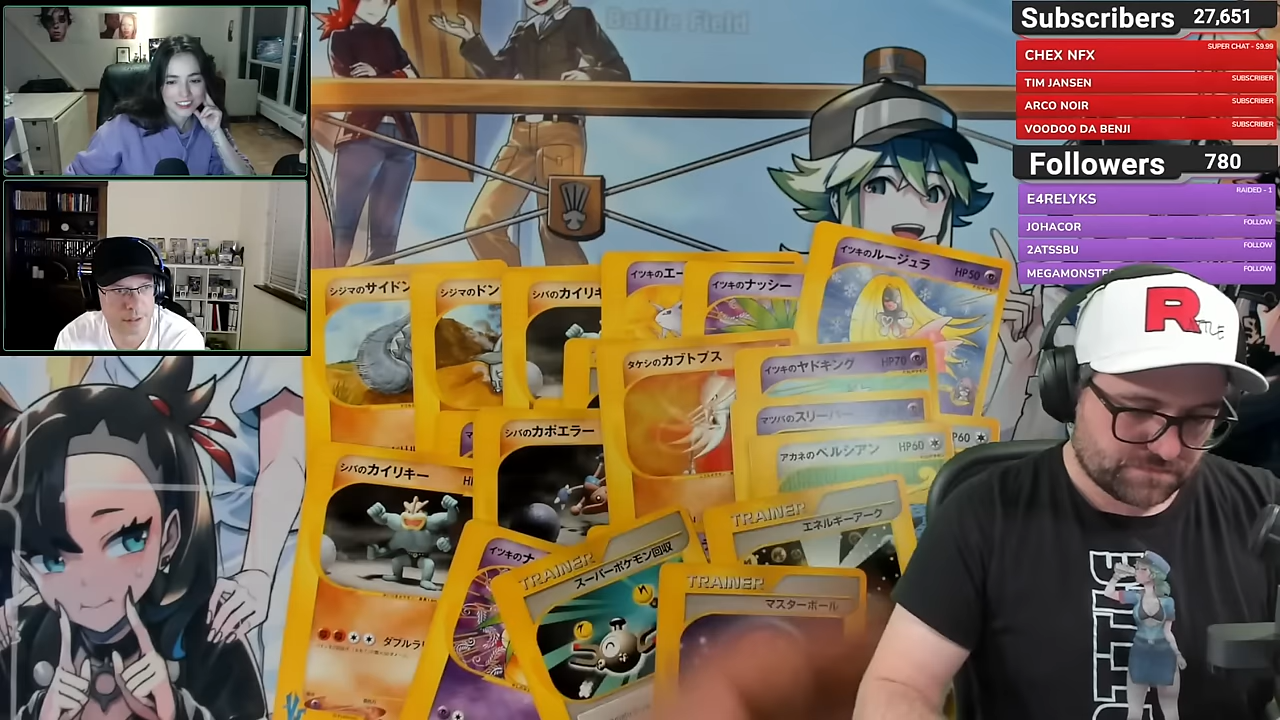 Battle Field
Subscribers 27,651
SUPER CHAT - $9.99
CHEX NFX
SUBSCRIBER
TIM JANSEN
SUBSCRIBER
ARCO NOIR
SUBSCRIBER
VOODOO DA BENJI
Followers 780
RAIDED - 1
E4RELYKS
FOLLOW
JOHACOR
FOLLOW
2ATSSBU
FOLLOW
R
シジマのサイドン
シジマのドン
シバのカイリキ
イツキのエー
イツキのナッシー
イツキのルージュラ HP50
タケシのカブトプス
イツキのヤドキング HP70
マツバのスリーパー
アカネのペルシアン HP60
P60
シバのカポエラー
シバのカイリキー
イツキのナ
TRAINER
スーパーポケモン回収
TRAINER
エネルギーアーク
TRAINER
マスターボール